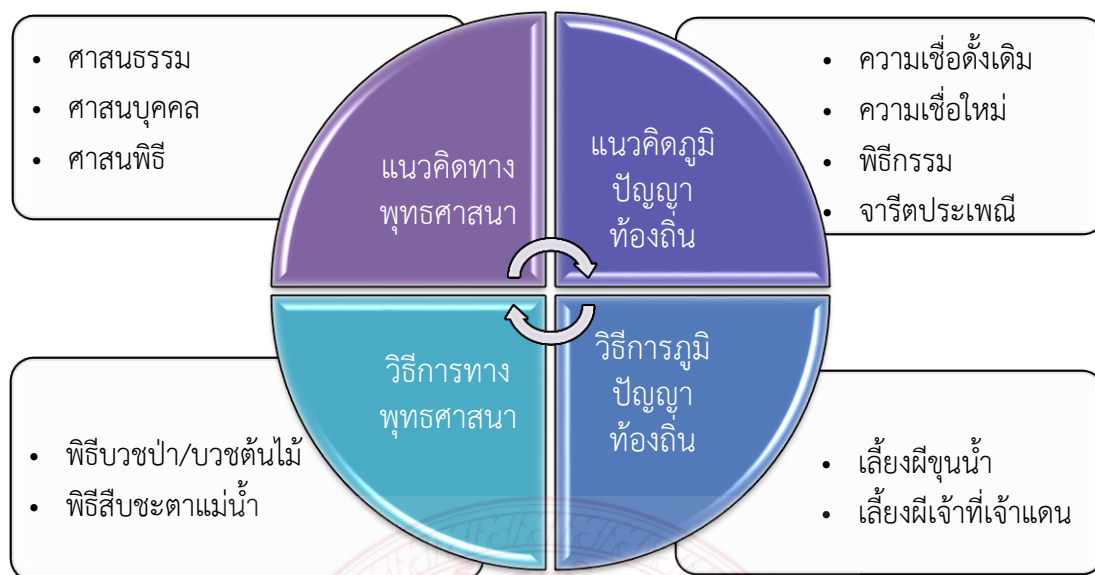 • ศาสนธรรม
• ศาสนบุคคล
• ศาสนพิธี
แนวคิดทาง
พุทธศาสนา
แนวคิดภูมิ
ปัญญา
ท้องถิ่น
• ความเชื่อดั้งเดิม
• ความเชื่อใหม่
• พิธีกรรม
• จารีตประเพณี
• พิธีบวชป่า/บวชต้นไม้
• พิธีสืบชะตาแม่น้ำ
วิธีการทาง
พุทธศาสนา
วิธีการภูมิ
ปัญญา
ท้องถิ่น
• เลี้ยงผีขุนน้ำ
• เลี้ยงผีเจ้าที่เจ้าแดน